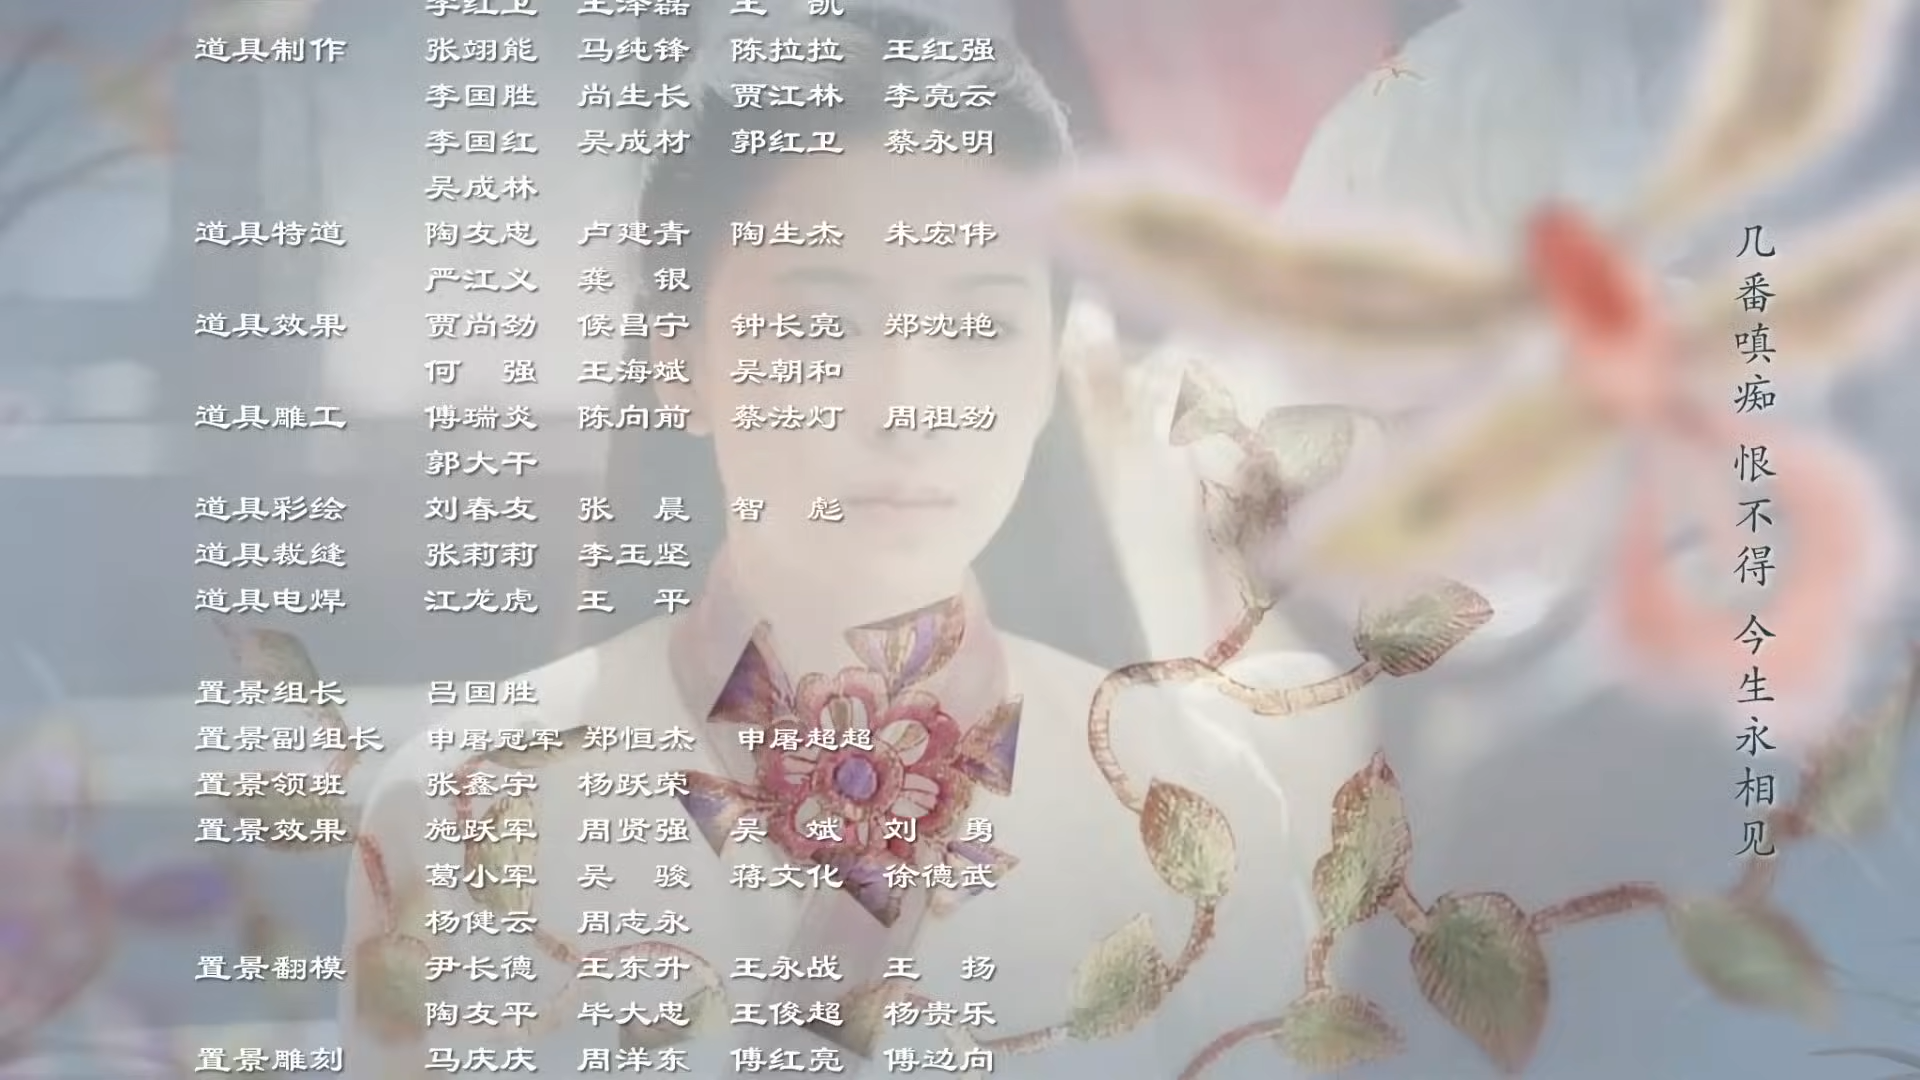 李红卫 王泽磊 王 凯
道具制作 张翊能 马纯锋 陈拉拉 王红强
李国胜 尚生长 贾江林 李亮云
李国红 吴成材 郭红卫 蔡永明
吴成林
道具特道 陶友忠 卢建青 陶生杰 朱宏伟
严江义 龚 银
道具效果 贾尚劲 候昌宁 钟长亮 郑沈艳
何 强 王海斌 吴朝和
道具雕工 傅瑞炎 陈向前 蔡法灯 周祖劲
郭大干
道具彩绘 刘春友 张 晨 智 彪
道具裁缝 张莉莉 李玉坚
道具电焊 江龙虎 王 平
置景组长 吕国胜
置景副组长 申屠冠军 郑恒杰 申屠超超
置景领班 张鑫宇 杨跃荣
置景效果 施跃军 周贤强 吴 斌 刘 勇
葛小军 吴 骏 蒋文化 徐德武
杨健云 周志永
置景翻模 尹长德 王东升 王永战 王 扬
陶友平 毕大忠 王俊超 杨贵乐
置景雕刻 马庆庆 周洋东 傅红亮 傅边向
几番嗔痴 恨不得 今生永相见